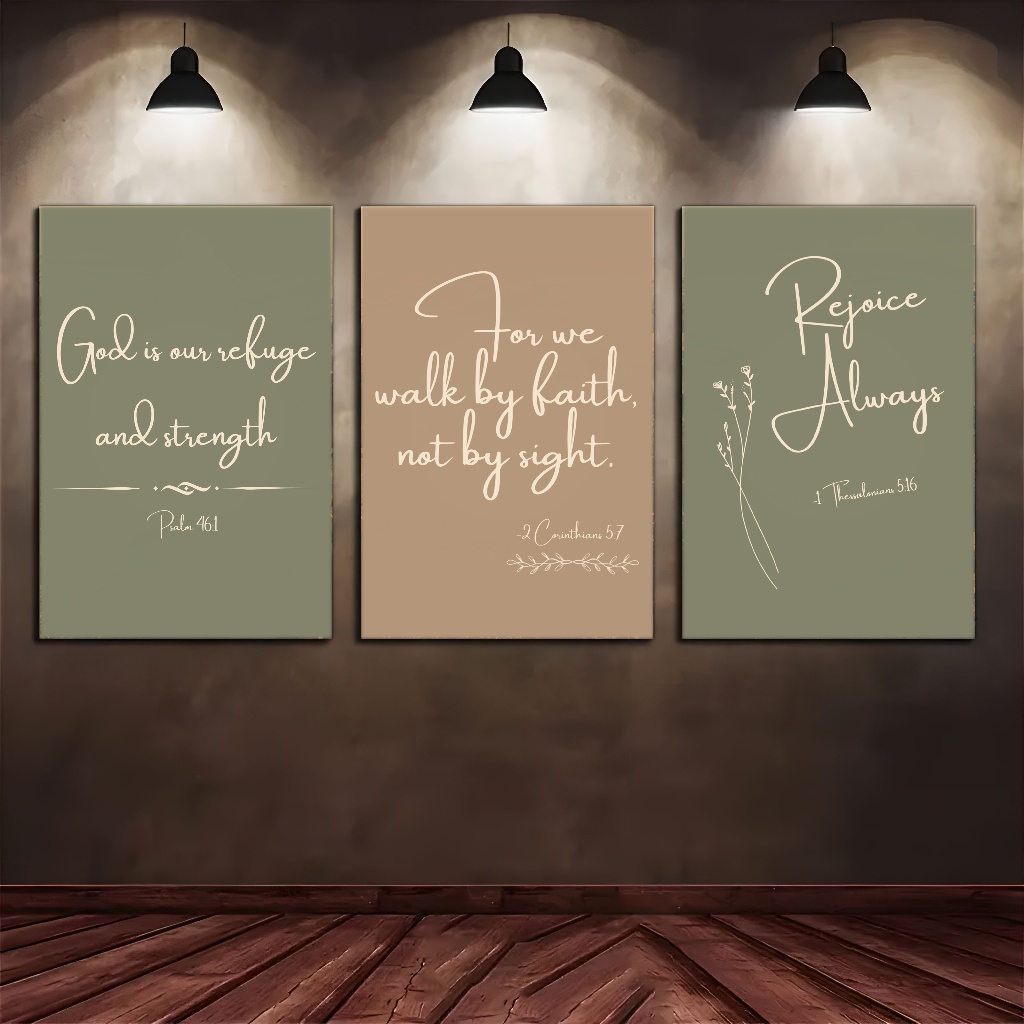 God is our refuge
and strength
Psalm 46:1
For we
walk by faith,
not by sight.
-2 Corinthians 5:7
Rejoice
Always
-1 Thessalonians 5:16